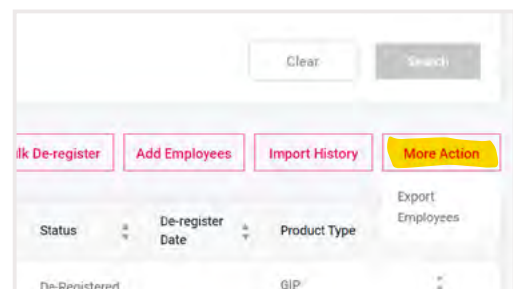 Clear Search
lk De-register Add Employees Import History More Action
Export
Employees
Status De-register
Date Product Type
De-Registered GIP